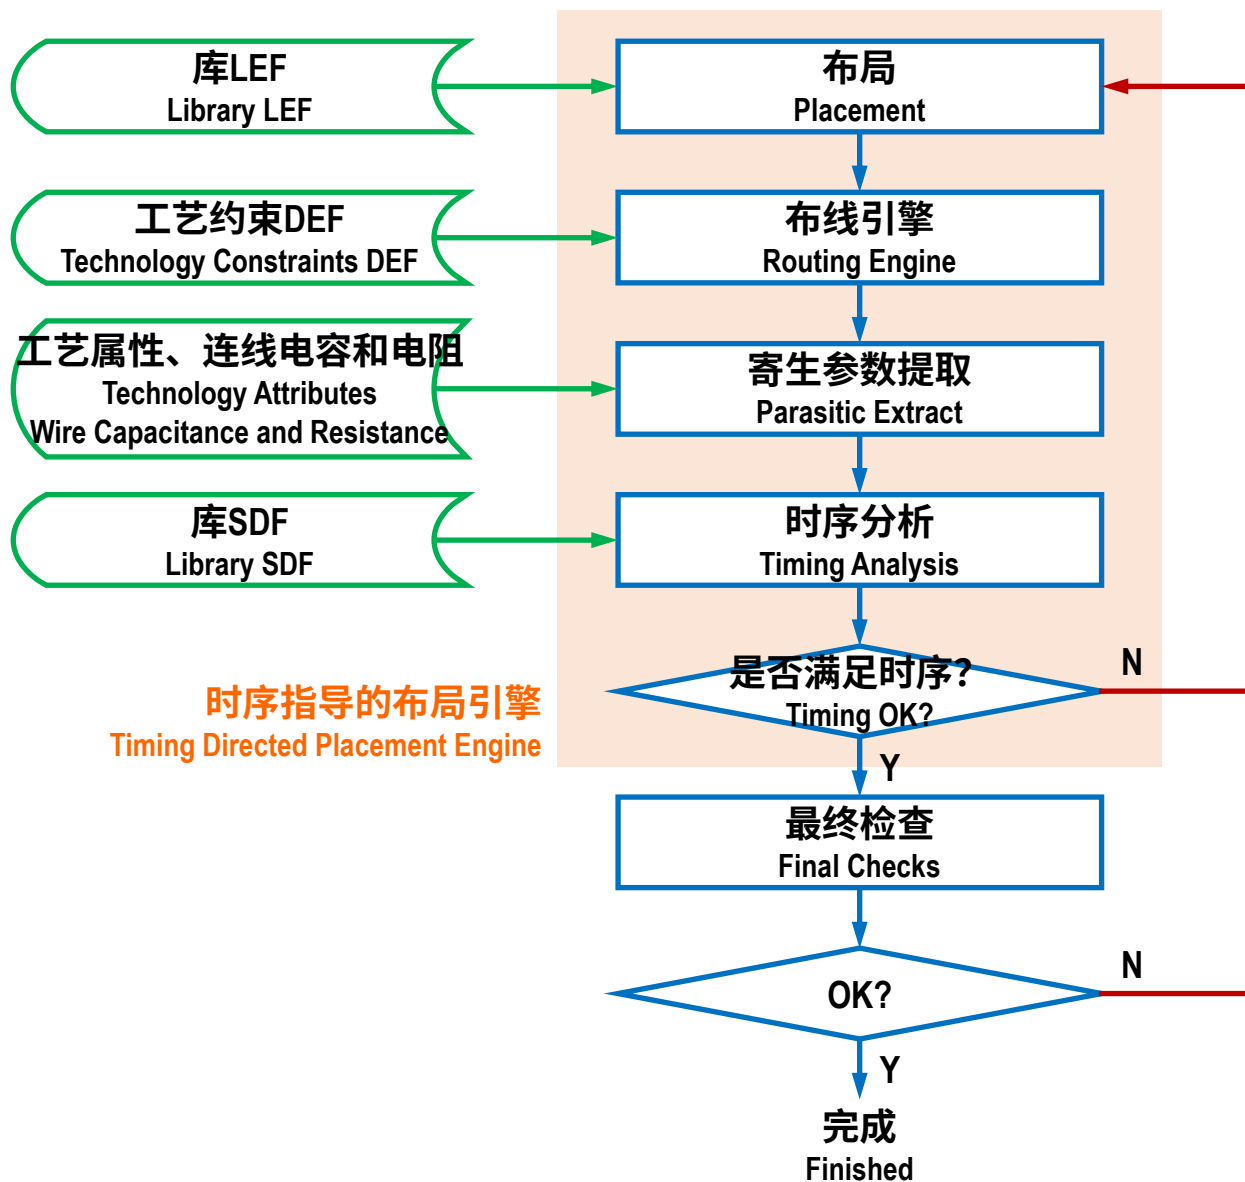 库LEF
Library LEF
布局
Placement
工艺约束DEF
Technology Constraints DEF
布线引擎
Routing Engine
工艺属性、连线电容和电阻
Technology Attributes
Wire Capacitance and Resistance
寄生参数提取
Parasitic Extract
库SDF
Library SDF
时序分析
Timing Analysis
是否满足时序?
Timing OK?
N
时序指导的布局引擎
Timing Directed Placement Engine
Y
最终检查
Final Checks
OK?
N
Y
完成
Finished